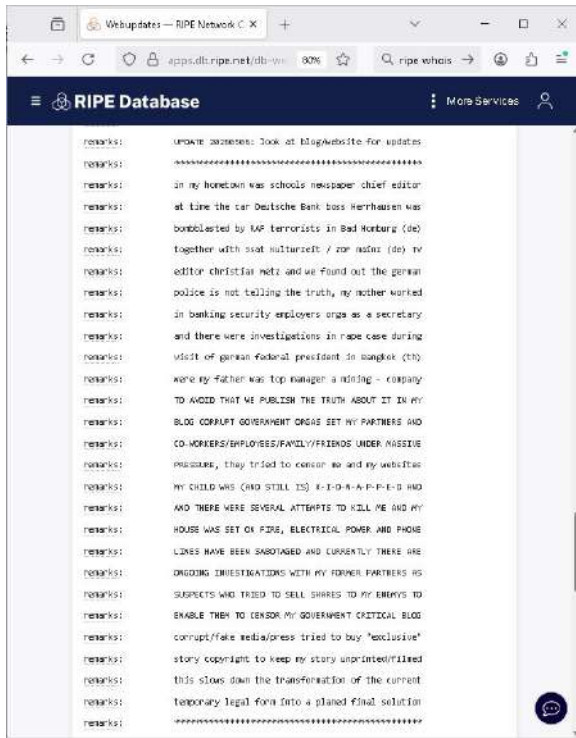 Webupdates — RIPE Network C
apps.db.ripe.net/db-w
80%
ripe whois
RIPE Database
More Services
remarks: UPDATE look at blog/website for updates
remarks: **************************************************
remarks: in my hometown was schools newspaper chief editor
remarks: at time the car Deutsche Bank boss Herrhausen was
remarks: bombblasted by RAF terrorists in Bad Homburg (de)
remarks: together with 3sat kulturzeit / ZDF mainz (de) TV
remarks: editor christian metz and we found out the german
remarks: police is not telling the truth, my mother worked
remarks: in banking security employers orga as a secretary
remarks: and there were investigations in rape case during
remarks: visit of german federal president in bangkok (th)
remarks: were my father was top manager a mining - company
remarks: TO AVOID THAT WE PUBLISH THE TRUTH ABOUT IT IN MY
remarks: BLOG CORRUPT GOVERNMENT ORGAS SET MY PARTNERS AND
remarks: CO-WORKERS/EMPLOYEES/FAMILY/FRIENDS UNDER MASSIVE
remarks: PRESSURE, they tried to censor me and my websites
remarks: MY CHILD WAS (AND STILL IS) K-I-D-N-A-P-P-E-D AND
remarks: AND THERE WERE SEVERAL ATTEMPTS TO KILL ME AND MY
remarks: HOUSE WAS SET ON FIRE, ELECTRICAL POWER AND PHONE
remarks: LINES HAVE BEEN SABOTAGED AND CURRENTLY THERE ARE
remarks: ONGOING INVESTIGATIONS WITH MY FORMER PARTNERS AS
remarks: SUSPECTS WHO TRIED TO SELL SHARES TO MY ENEMYS TO
remarks: ENABLE THEM TO CENSOR MY GOVERNMENT CRITICAL BLOG
remarks: corrupt/fake media/press tried to buy "exclusive"
remarks: story copyright to keep my story unprinted/filmed
remarks: this slows down the transformation of the current
remarks: temporary legal form into a planed final solution
remarks: **************************************************